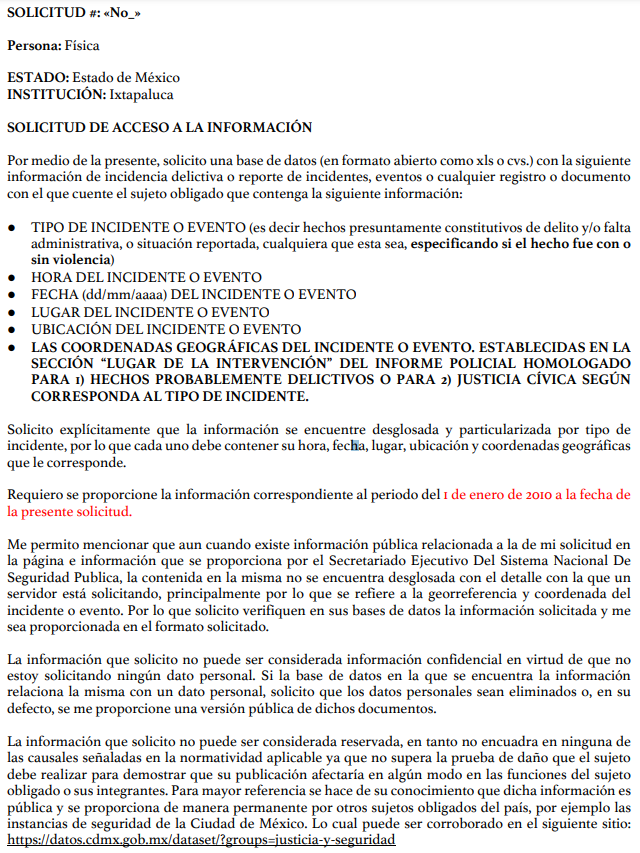 SOLICITUD #: «No_»
Persona: Física
ESTADO: Estado de México
INSTITUCIÓN: Ixtapaluca
SOLICITUD DE ACCESO A LA INFORMACIÓN
Por medio de la presente, solicito una base de datos (en formato abierto como xls o cvs.) con la siguiente
información de incidencia delictiva o reporte de incidentes, eventos o cualquier registro o documento
con el que cuente el sujeto obligado que contenga la siguiente información:
● TIPO DE INCIDENTE O EVENTO (es decir hechos presuntamente constitutivos de delito y/o falta
administrativa, o situación reportada, cualquiera que esta sea, especificando si el hecho fue con o
sin violencia)
● HORA DEL INCIDENTE O EVENTO
● FECHA (dd/mm/aaaa) DEL INCIDENTE O EVENTO
● LUGAR DEL INCIDENTE O EVENTO
● UBICACIÓN DEL INCIDENTE O EVENTO
● LAS COORDENADAS GEOGRÁFICAS DEL INCIDENTE O EVENTO. ESTABLECIDAS EN LA
SECCIÓN “LUGAR DE LA INTERVENCIÓN” DEL INFORME POLICIAL HOMOLOGADO
PARA 1) HECHOS PROBABLEMENTE DELICTIVOS O PARA 2) JUSTICIA CÍVICA SEGÚN
CORRESPONDA AL TIPO DE INCIDENTE.
Solicito explícitamente que la información se encuentre desglosada y particularizada por tipo de
incidente, por lo que cada uno debe contener su hora, fecha, lugar, ubicación y coordenadas geográficas
que le corresponde.
Requiero se proporcione la información correspondiente al periodo del 1 de enero de 2010 a la fecha de
la presente solicitud.
Me permito mencionar que aun cuando existe información pública relacionada a la de mi solicitud en
la página e información que se proporciona por el Secretariado Ejecutivo Del Sistema Nacional De
Seguridad Publica, la contenida en la misma no se encuentra desglosada con el detalle con la que un
servidor está solicitando, principalmente por lo que se refiere a la georreferencia y coordenada del
incidente o evento. Por lo que solicito verifiquen en sus bases de datos la información solicitada y me
sea proporcionada en el formato solicitado.
La información que solicito no puede ser considerada información confidencial en virtud de que no
estoy solicitando ningún dato personal. Si la base de datos en la que se encuentra la información
relaciona la misma con un dato personal, solicito que los datos personales sean eliminados o, en su
defecto, se me proporcione una versión pública de dichos documentos.
La información que solicito no puede ser considerada reservada, en tanto no encuadra en ninguna de
las causales señaladas en la normatividad aplicable ya que no supera la prueba de daño que el sujeto
debe realizar para demostrar que su publicación afectaría en algún modo en las funciones del sujeto
obligado o sus integrantes. Para mayor referencia se hace de su conocimiento que dicha información es
pública y se proporciona de manera permanente por otros sujetos obligados del país, por ejemplo las
instancias de seguridad de la Ciudad de México. Lo cual puede ser corroborado en el siguiente sitio:
https://datos.cdmx.gob.mx/dataset/?groups=justicia-y-seguridad